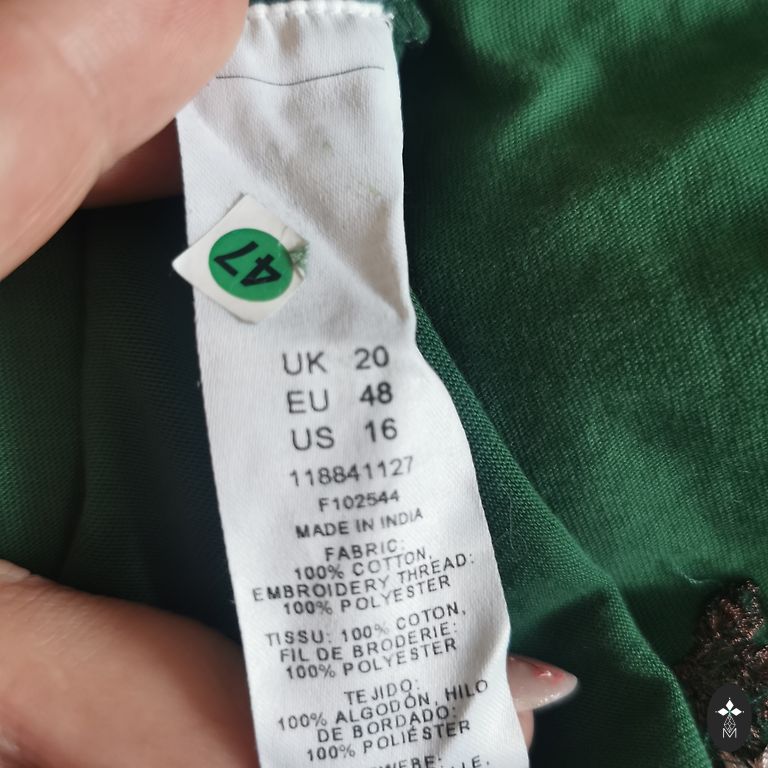 47
UK 20
EU 48
US 16
118841127
F102544
MADE IN INDIA
FABRIC:
100% COTTON,
EMBROIDERY THREAD:
100% POLYESTER
TISSU: 100% COTON,
FIL DE BRODERIE:
100% POLYESTER
TEJIDO:
100% ALGODÓN, HILO
DE BORDADO:
100% POLIÉSTER
M